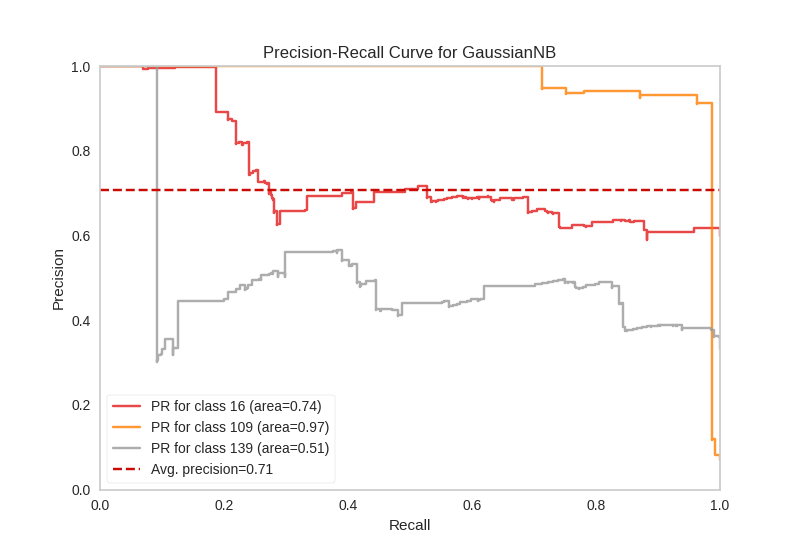 Precision-Recall Curve for GaussianNB
1.0
0.8
0.6
0.4
0.2
0.0
Precision
PR for class 16 (area=0.74)
PR for class 109 (area=0.97)
PR for class 139 (area=0.51)
Avg. precision=0.71
0.0 0.2 0.4 0.6 0.8 1.0
Recall